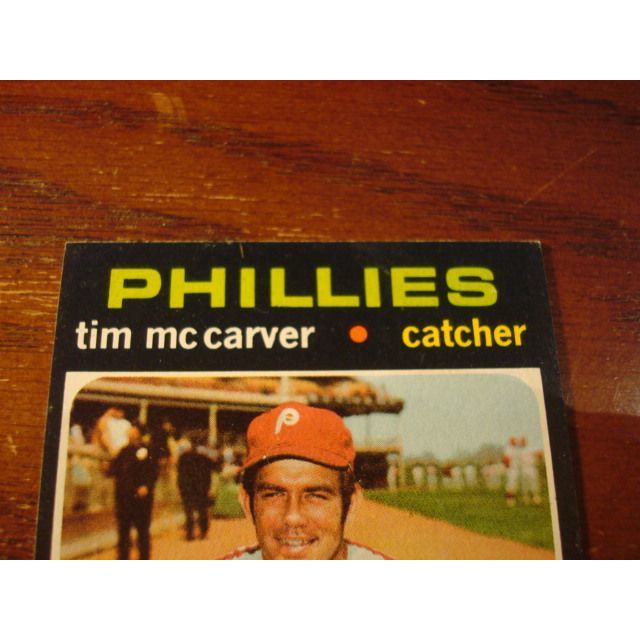 PHILLIES
tim mc carver • catcher
P